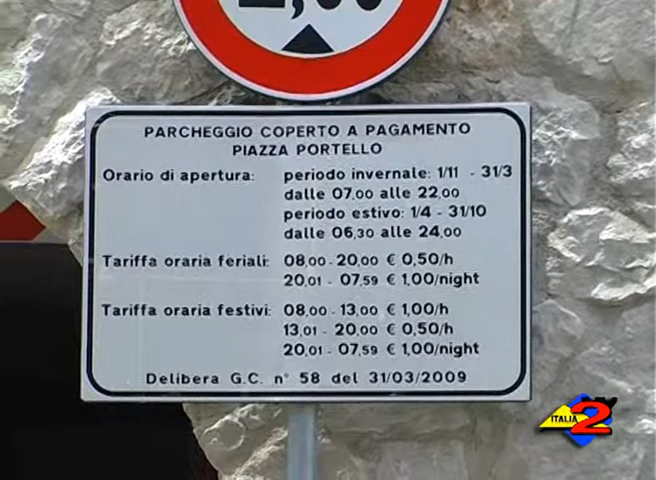 PARCHEGGIO COPERTO A PAGAMENTO
PIAZZA PORTELLO
Orario di apertura: periodo invernale: 1/11 - 31/3
dalle 07,00 alle 22,00
periodo estivo: 1/4 - 31/10
dalle 06,30 alle 24,00
Tariffa oraria feriali: 08,00 - 20,00 € 0,50/h
20,01 - 07,59 € 1,00/night
Tariffa oraria festivi: 08,00 - 13,00 € 1,00/h
13,01 - 20,00 € 0,50/h
20,01 - 07,59 € 1,00/night
Delibera G.C. n° 58 del 31/03/2009
ITALIA 2 TV